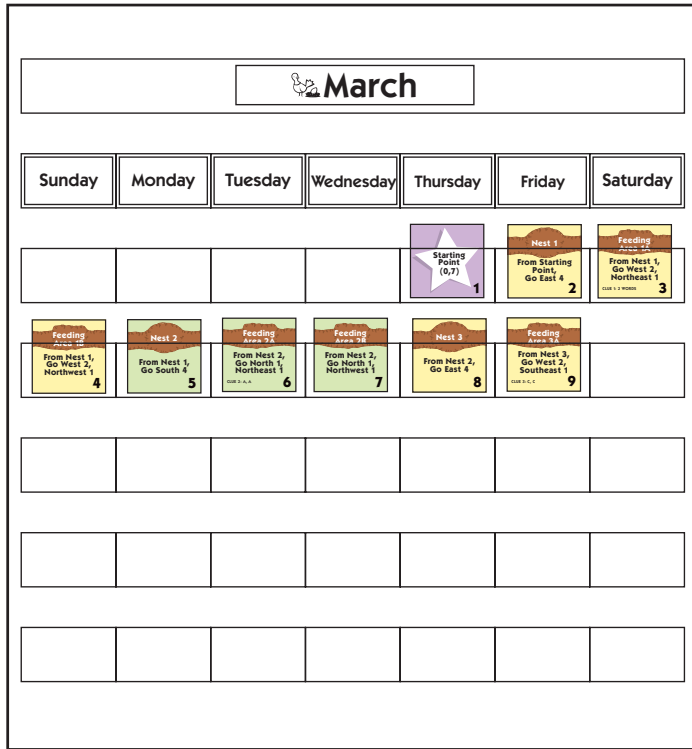 March
Sunday Monday Tuesday Wednesday Thursday Friday Saturday
Starting
Point
(0,7)
1
Nest 1
From Starting
Point,
Go East 4
2
Feeding
Area 1A
From Nest 1,
Go West 2,
Northeast 1
CLUE 1: 2 WORDS
3
Feeding
Area 1B
From Nest 1,
Go West 2,
Northwest 1
4
Nest 2
From Nest 1,
Go South 4
5
Feeding
Area 2A
From Nest 2,
Go North 1,
Northeast 1
CLUE 2: A, A
6
Feeding
Area 2B
From Nest 2,
Go North 1,
Northwest 1
7
Nest 3
From Nest 2,
Go East 4
8
Feeding
Area 3A
From Nest 3,
Go West 2,
Southeast 1
CLUE 3: C, C
9